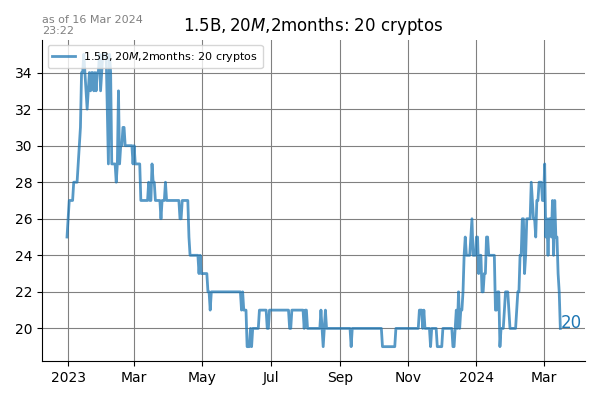 as of 16 Mar 2024
23:22
1.5B, 20M,2months: 20 cryptos
1.5B, 20M,2months: 20 cryptos
34
32
30
28
26
24
22
20
20
2023
Mar
May
Jul
Sep
Nov
2024
Mar